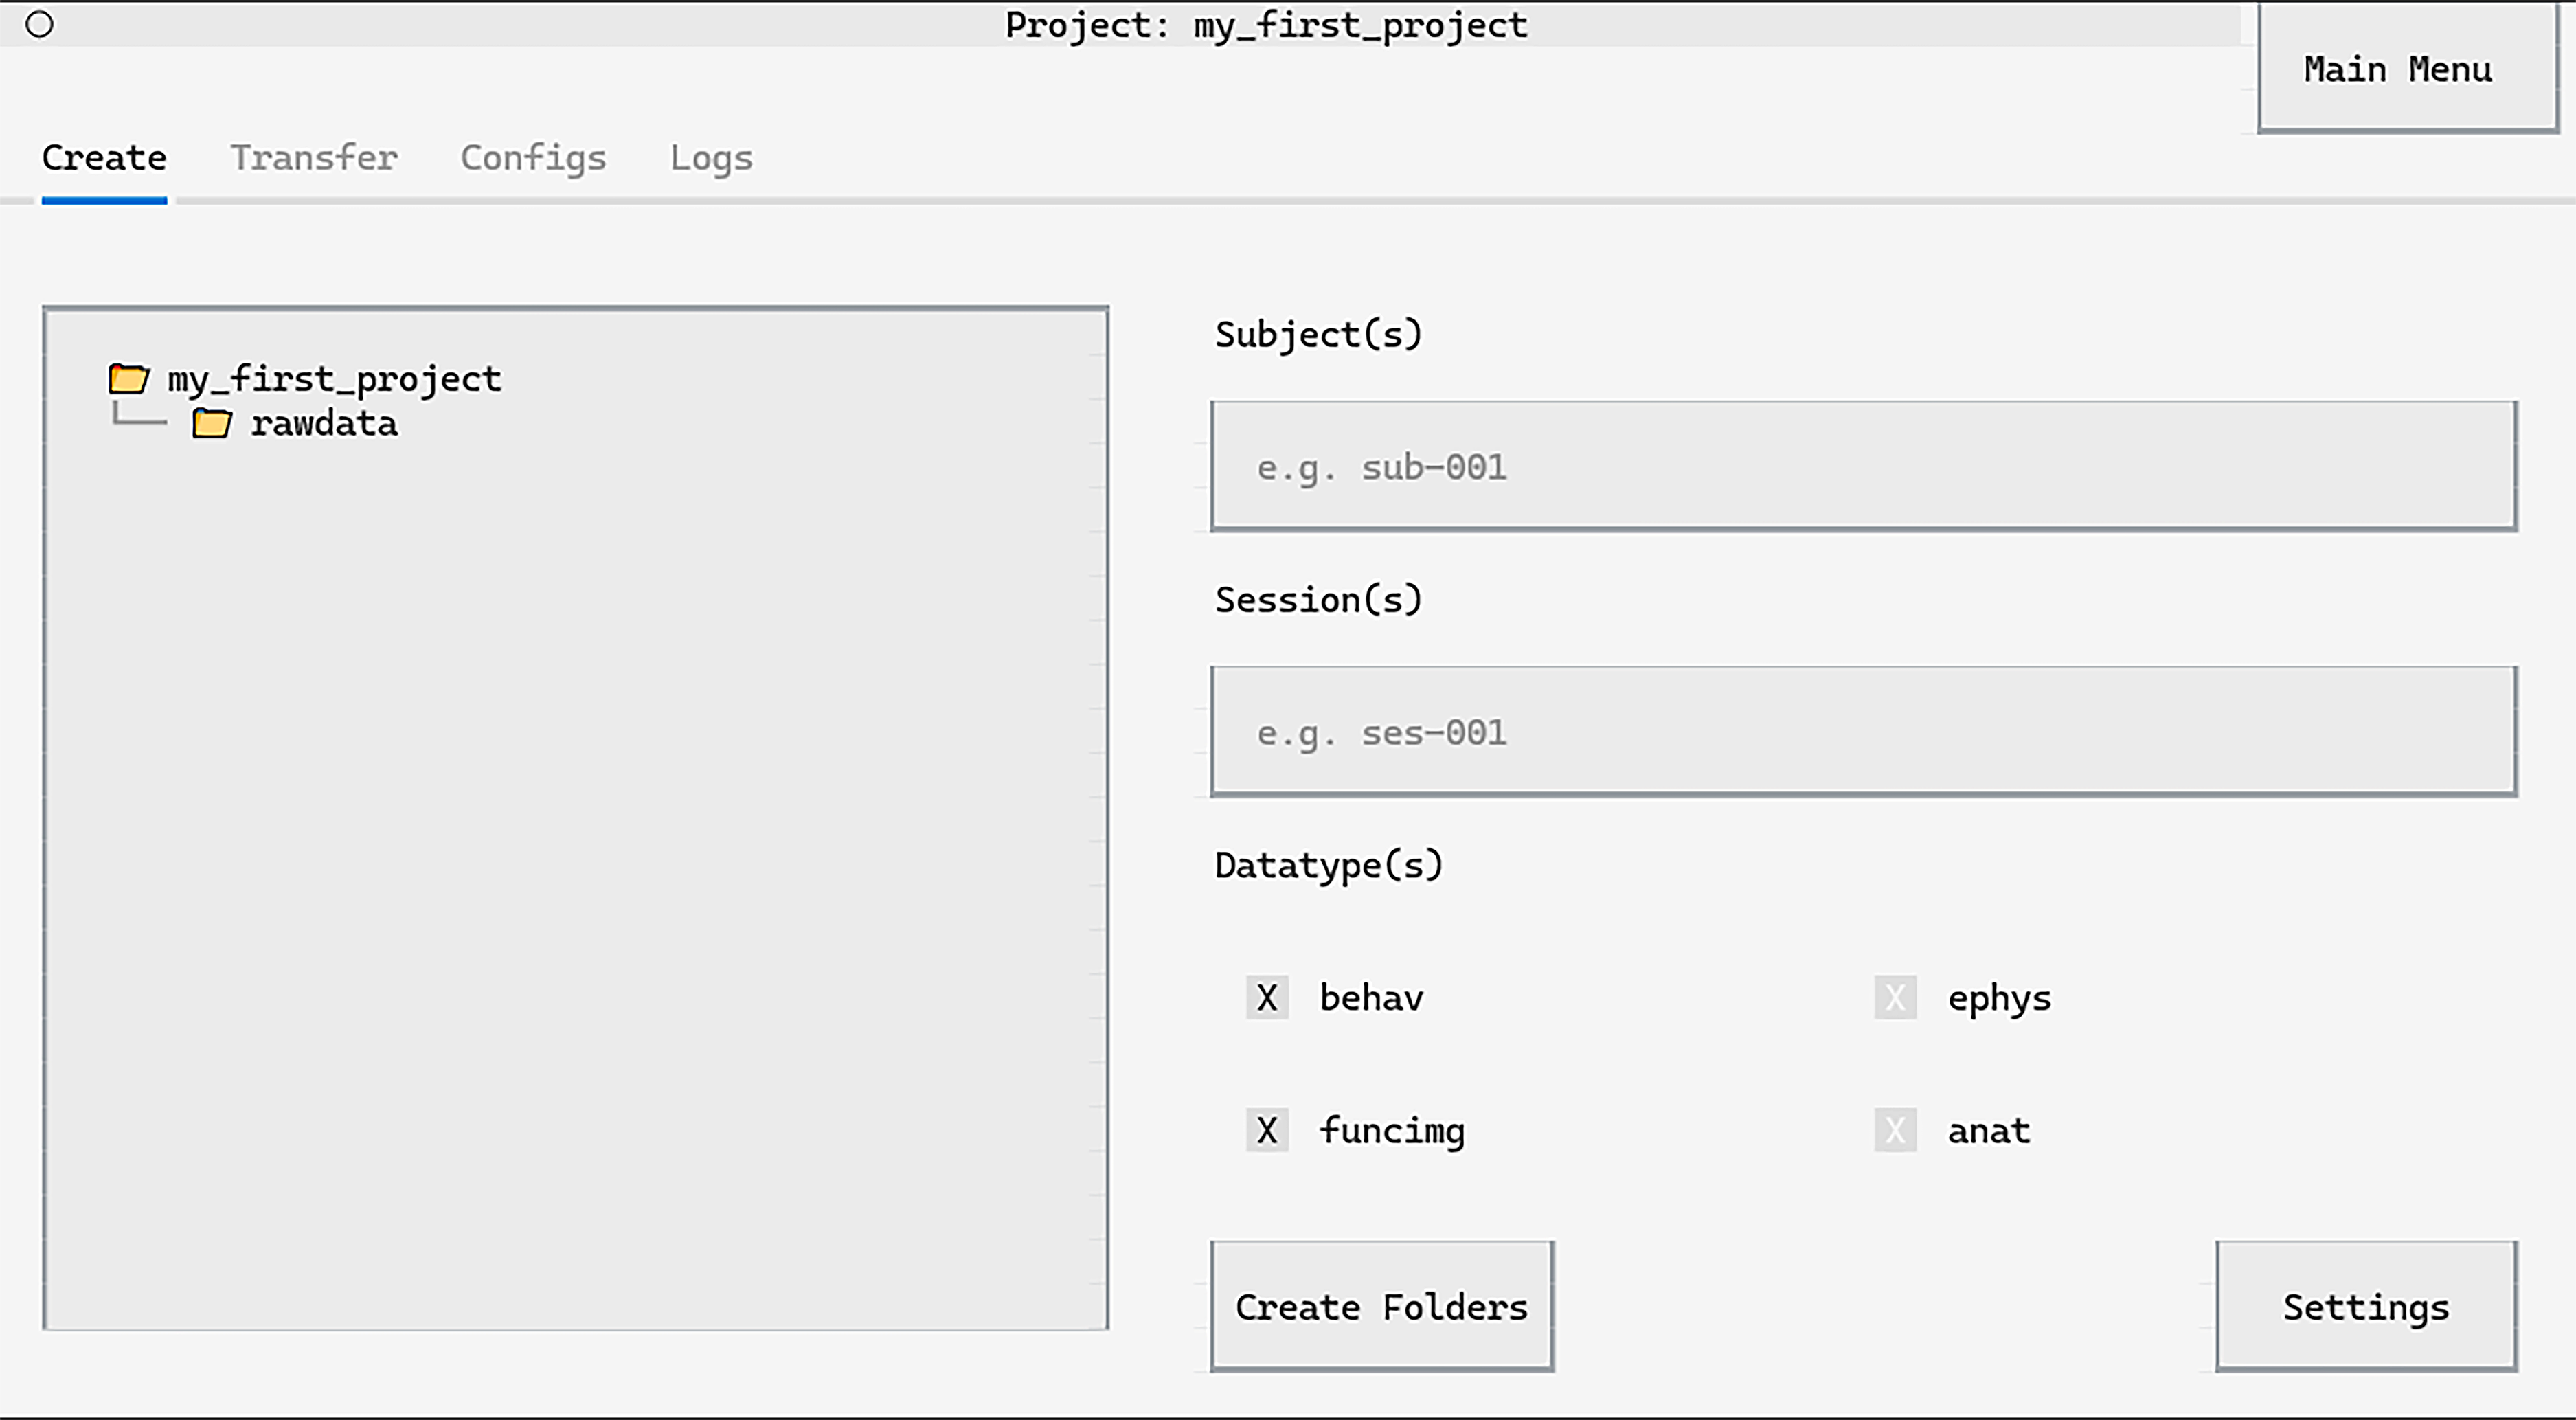 Project: my_first_project
Main Menu
Create Transfer Configs Logs
my_first_project
rawdata
Subject(s)
e.g. sub-001
Session(s)
e.g. ses-001
Datatype(s)
X behav X ephys
X funcimg X anat
Create Folders Settings